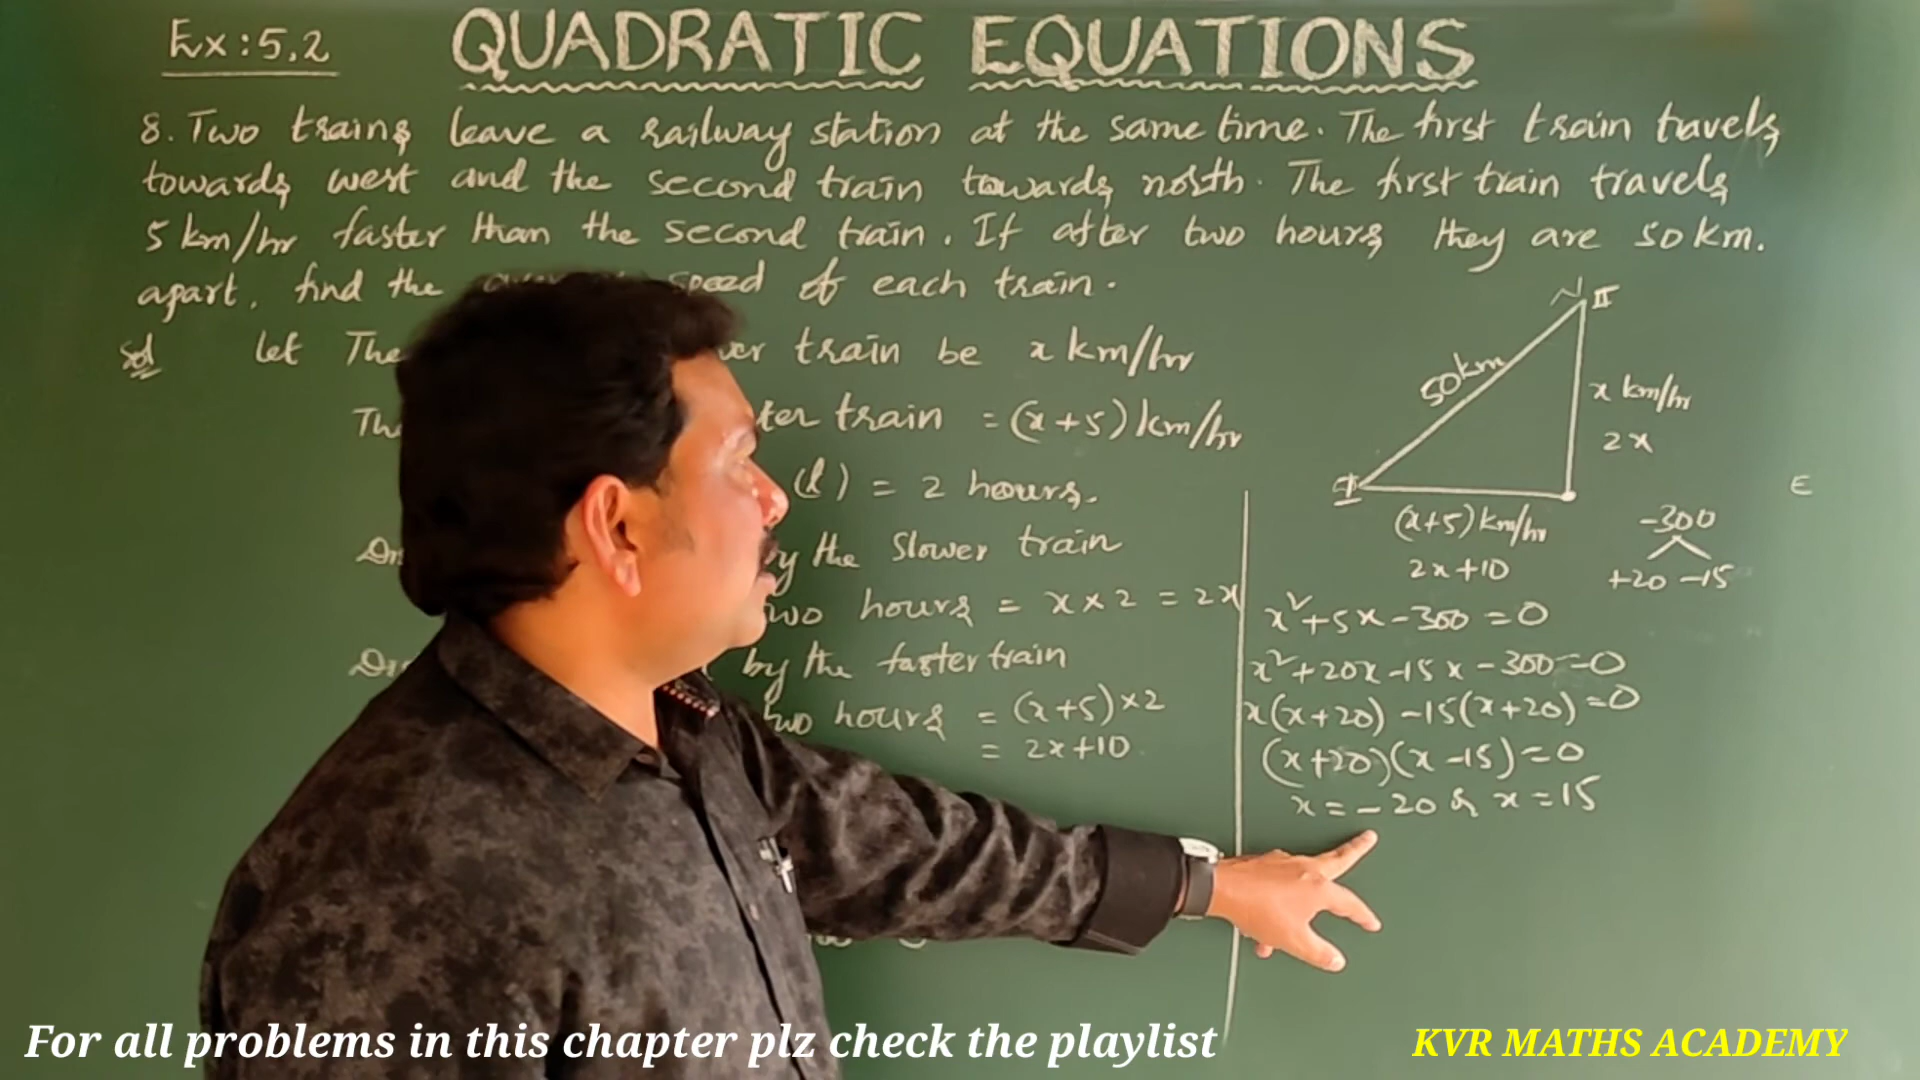 Ex:5.2
QUADRATIC EQUATIONS
8. Two trains leave a railway station at the same time. The first train travels
towards west and the second train towards north. The first train travels
5 km/hr faster than the second train. If after two hours they are 50 km.
apart, find the speed of each train.
Sol Let The train be x km/hr
train = (x+5) km/hr
= 2 hours.
by the slower train
two hours = x × 2 = 2x
by the faster train
two hours = (x+5)×2
= 2x+10
N II
50km
x km/hr
2x
I
E
(x+5) km/hr
2x+10
-300
+20 -15
x²+5x-300=0
x²+20x-15x-300=0
x(x+20)-15(x+20)=0
(x+20)(x-15)=0
x=-20 & x=15
For all problems in this chapter plz check the playlist
KVR MATHS ACADEMY